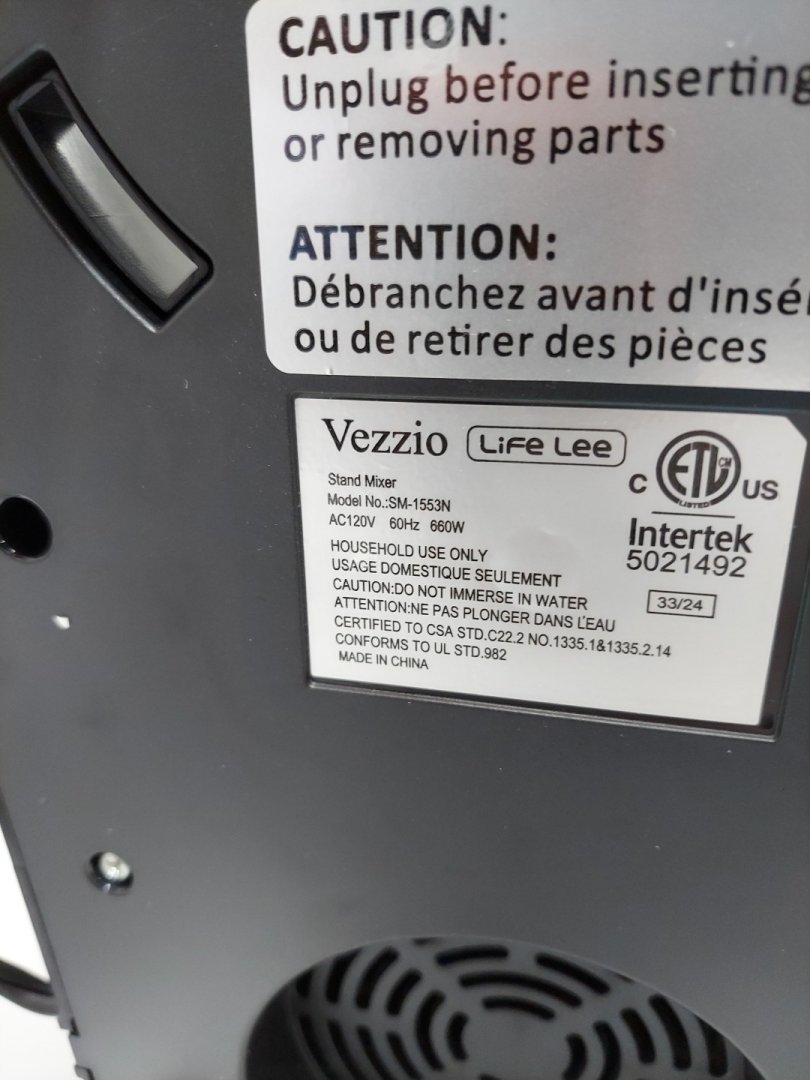 CAUTION:
Unplug before inserting
or removing parts
ATTENTION:
Débranchez avant d'insé
ou de retirer des pièces
Vezzio LiFe Lee
Stand Mixer
Model No.:SM-1553N
AC120V 60Hz 660W
HOUSEHOLD USE ONLY
USAGE DOMESTIQUE SEULEMENT
CAUTION:DO NOT IMMERSE IN WATER
ATTENTION:NE PAS PLONGER DANS L'EAU
CERTIFIED TO CSA STD.C22.2 NO.1335.1&1335.2.14
CONFORMS TO UL STD.982
MADE IN CHINA
C ETL CM US
LISTED
Intertek
5021492
33/24